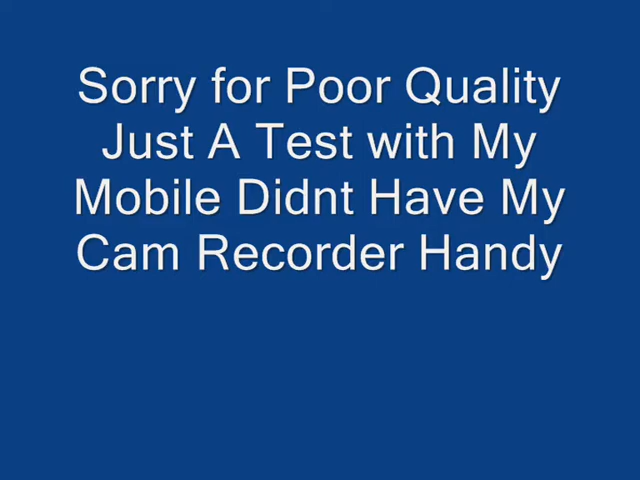 Sorry for Poor Quality
Just A Test with My
Mobile Didnt Have My
Cam Recorder Handy